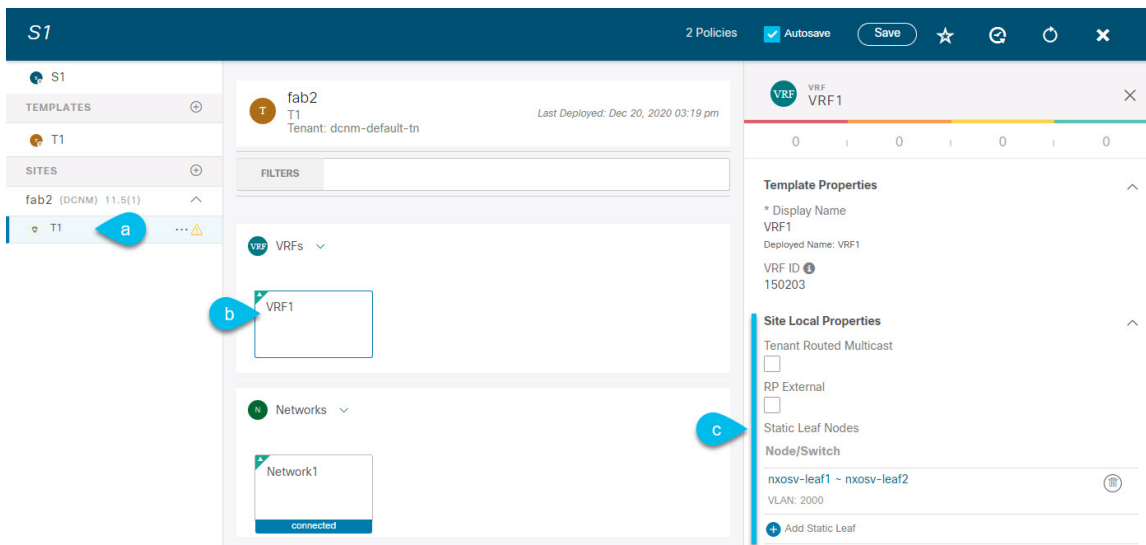 S1
2 Policies
Autosave
Save
S1
TEMPLATES
T1
SITES
fab2 (DCNM) 11.5(1)
T1
a
T
fab2
T1
Tenant: dcnm-default-tn
Last Deployed: Dec 20, 2020 03:19 pm
FILTERS
VRF VRFs
b
VRF1
N Networks
Network1
connected
VRF
VRF
VRF1
0 0 0 0
Template Properties
* Display Name
VRF1
Deployed Name: VRF1
VRF ID
150203
Site Local Properties
Tenant Routed Multicast
RP External
c
Static Leaf Nodes
Node/Switch
nxosv-leaf1 ~ nxosv-leaf2
VLAN: 2000
Add Static Leaf